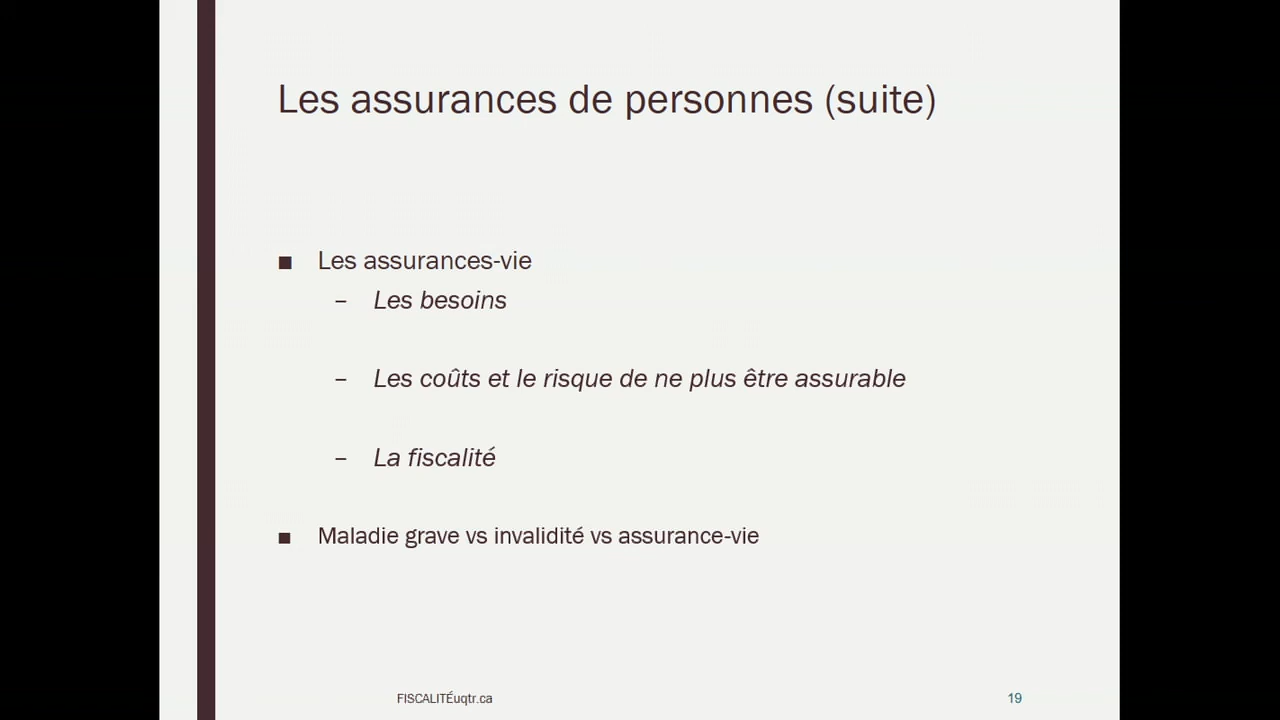 Les assurances de personnes (suite)
■ Les assurances-vie
– Les besoins
– Les coûts et le risque de ne plus être assurable
– La fiscalité
■ Maladie grave vs invalidité vs assurance-vie
FISCALITÉuqtr.ca
19